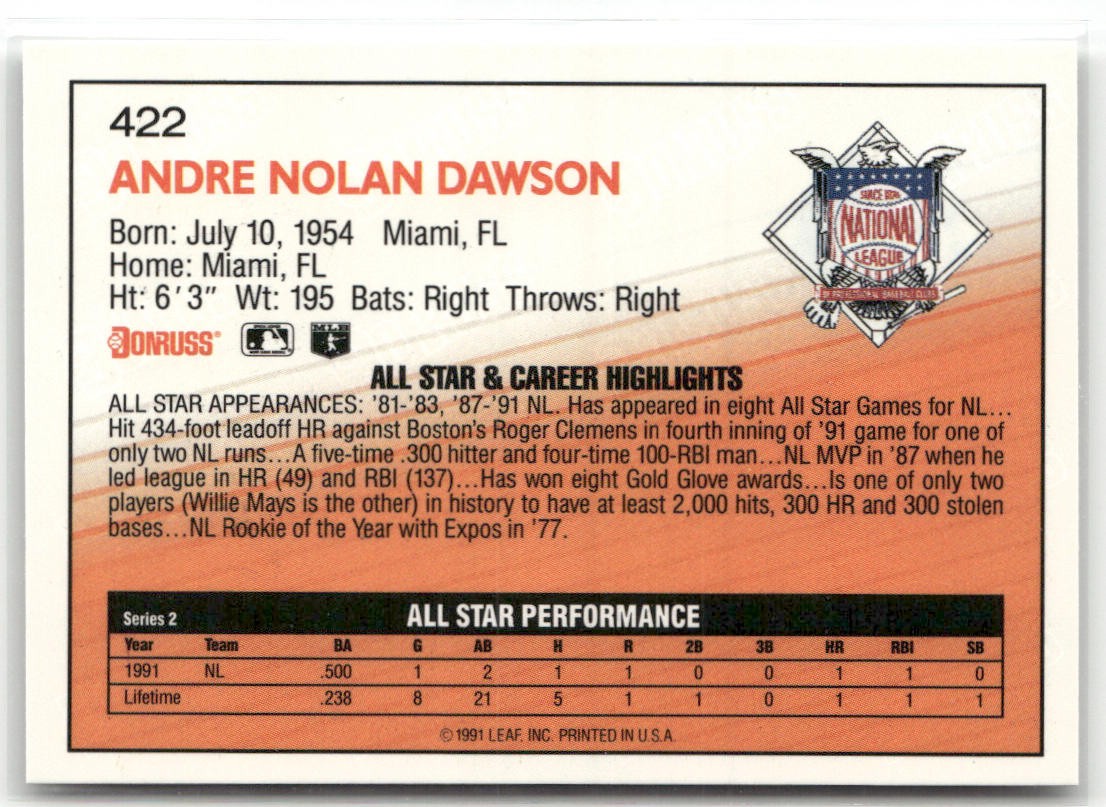 422
ANDRE NOLAN DAWSON
Born: July 10, 1954 Miami, FL
Home: Miami, FL
Ht: 6'3" Wt: 195 Bats: Right Throws: Right
SINCE 1876
NATIONAL
LEAGUE
OF PROFESSIONAL BASEBALL CLUBS
DONRUSS®
MLB
ALL STAR & CAREER HIGHLIGHTS
ALL STAR APPEARANCES: '81-'83, '87-'91 NL. Has appeared in eight All Star Games for NL...
Hit 434-foot leadoff HR against Boston's Roger Clemens in fourth inning of '91 game for one of
only two NL runs...A five-time .300 hitter and four-time 100-RBI man...NL MVP in '87 when he
led league in HR (49) and RBI (137)...Has won eight Gold Glove awards...Is one of only two
players (Willie Mays is the other) in history to have at least 2,000 hits, 300 HR and 300 stolen
bases...NL Rookie of the Year with Expos in '77.
Series 2 ALL STAR PERFORMANCE
Year Team BA G AB H R 2B 3B HR RBI SB
1991 NL .500 1 2 1 1 0 0 1 1 0
Lifetime .238 8 21 5 1 1 0 1 1 1
©1991 LEAF, INC. PRINTED IN U.S.A.